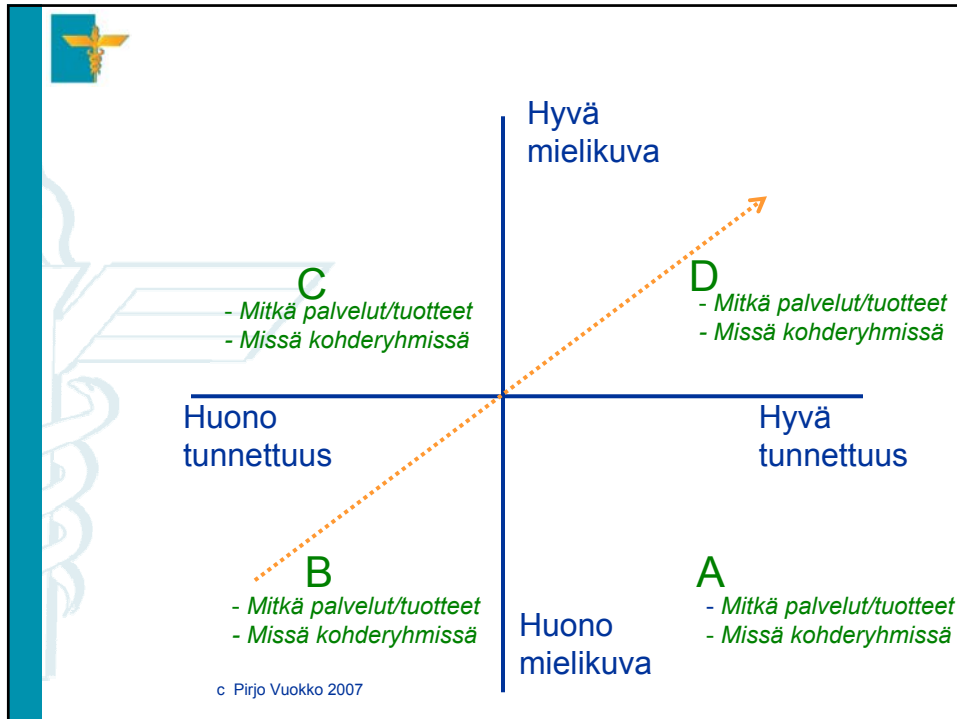 Hyvä
mielikuva
C
- Mitkä palvelut/tuotteet
- Missä kohderyhmissä
D
- Mitkä palvelut/tuotteet
- Missä kohderyhmissä
Huono
tunnettuus
Hyvä
tunnettuus
B
- Mitkä palvelut/tuotteet
- Missä kohderyhmissä
A
- Mitkä palvelut/tuotteet
- Missä kohderyhmissä
Huono
mielikuva
c Pirjo Vuokko 2007